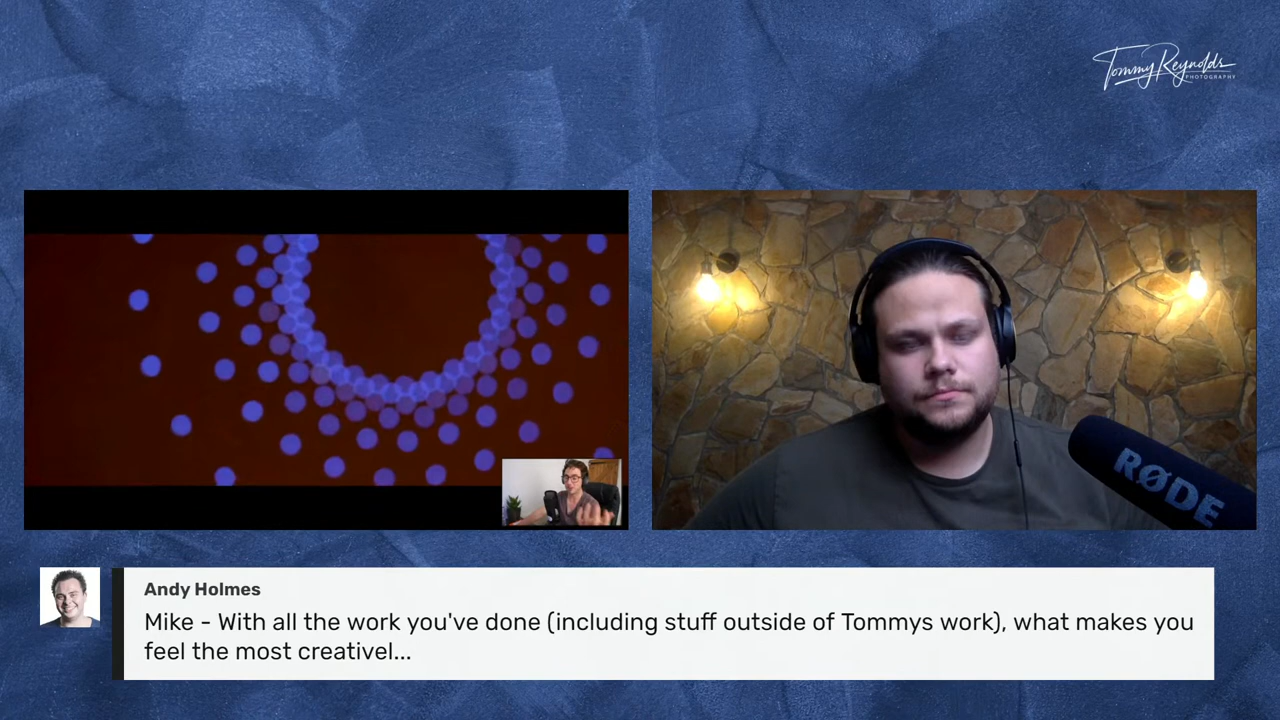 Tommy Reynolds
PHOTOGRAPHY
RØDE
Andy Holmes
Mike - With all the work you've done (including stuff outside of Tommys work), what makes you
feel the most creativel...